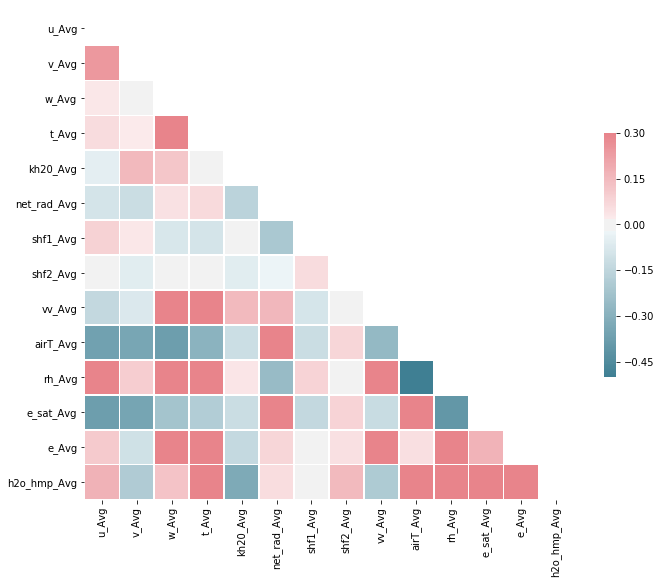 u_Avg
v_Avg
w_Avg
t_Avg
kh20_Avg
net_rad_Avg
shf1_Avg
shf2_Avg
vv_Avg
airT_Avg
rh_Avg
e_sat_Avg
e_Avg
h2o_hmp_Avg
u_Avg
v_Avg
w_Avg
t_Avg
kh20_Avg
net_rad_Avg
shf1_Avg
shf2_Avg
vv_Avg
airT_Avg
rh_Avg
e_sat_Avg
e_Avg
h2o_hmp_Avg
0.30
0.15
0.00
−0.15
−0.30
−0.45